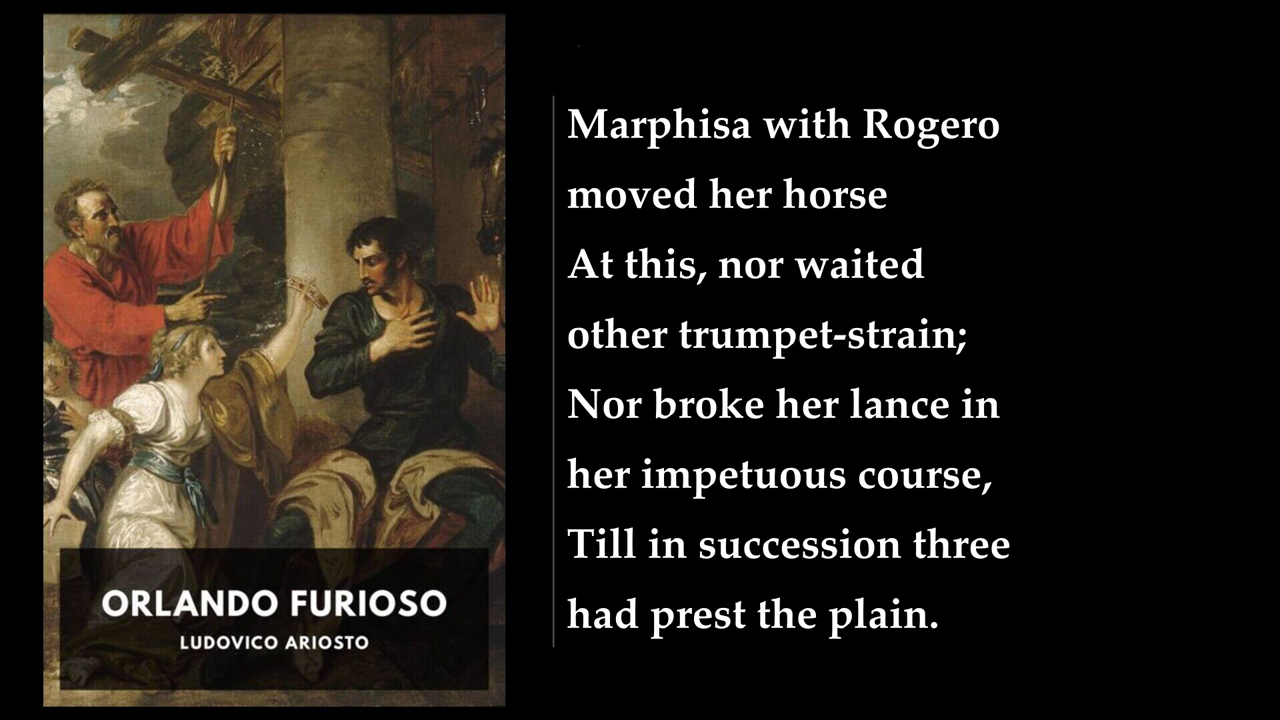 ORLANDO FURIOSO
LUDOVICO ARIOSTO
Marphisa with Rogero
moved her horse
At this, nor waited
other trumpet-strain;
Nor broke her lance in
her impetuous course,
Till in succession three
had prest the plain.